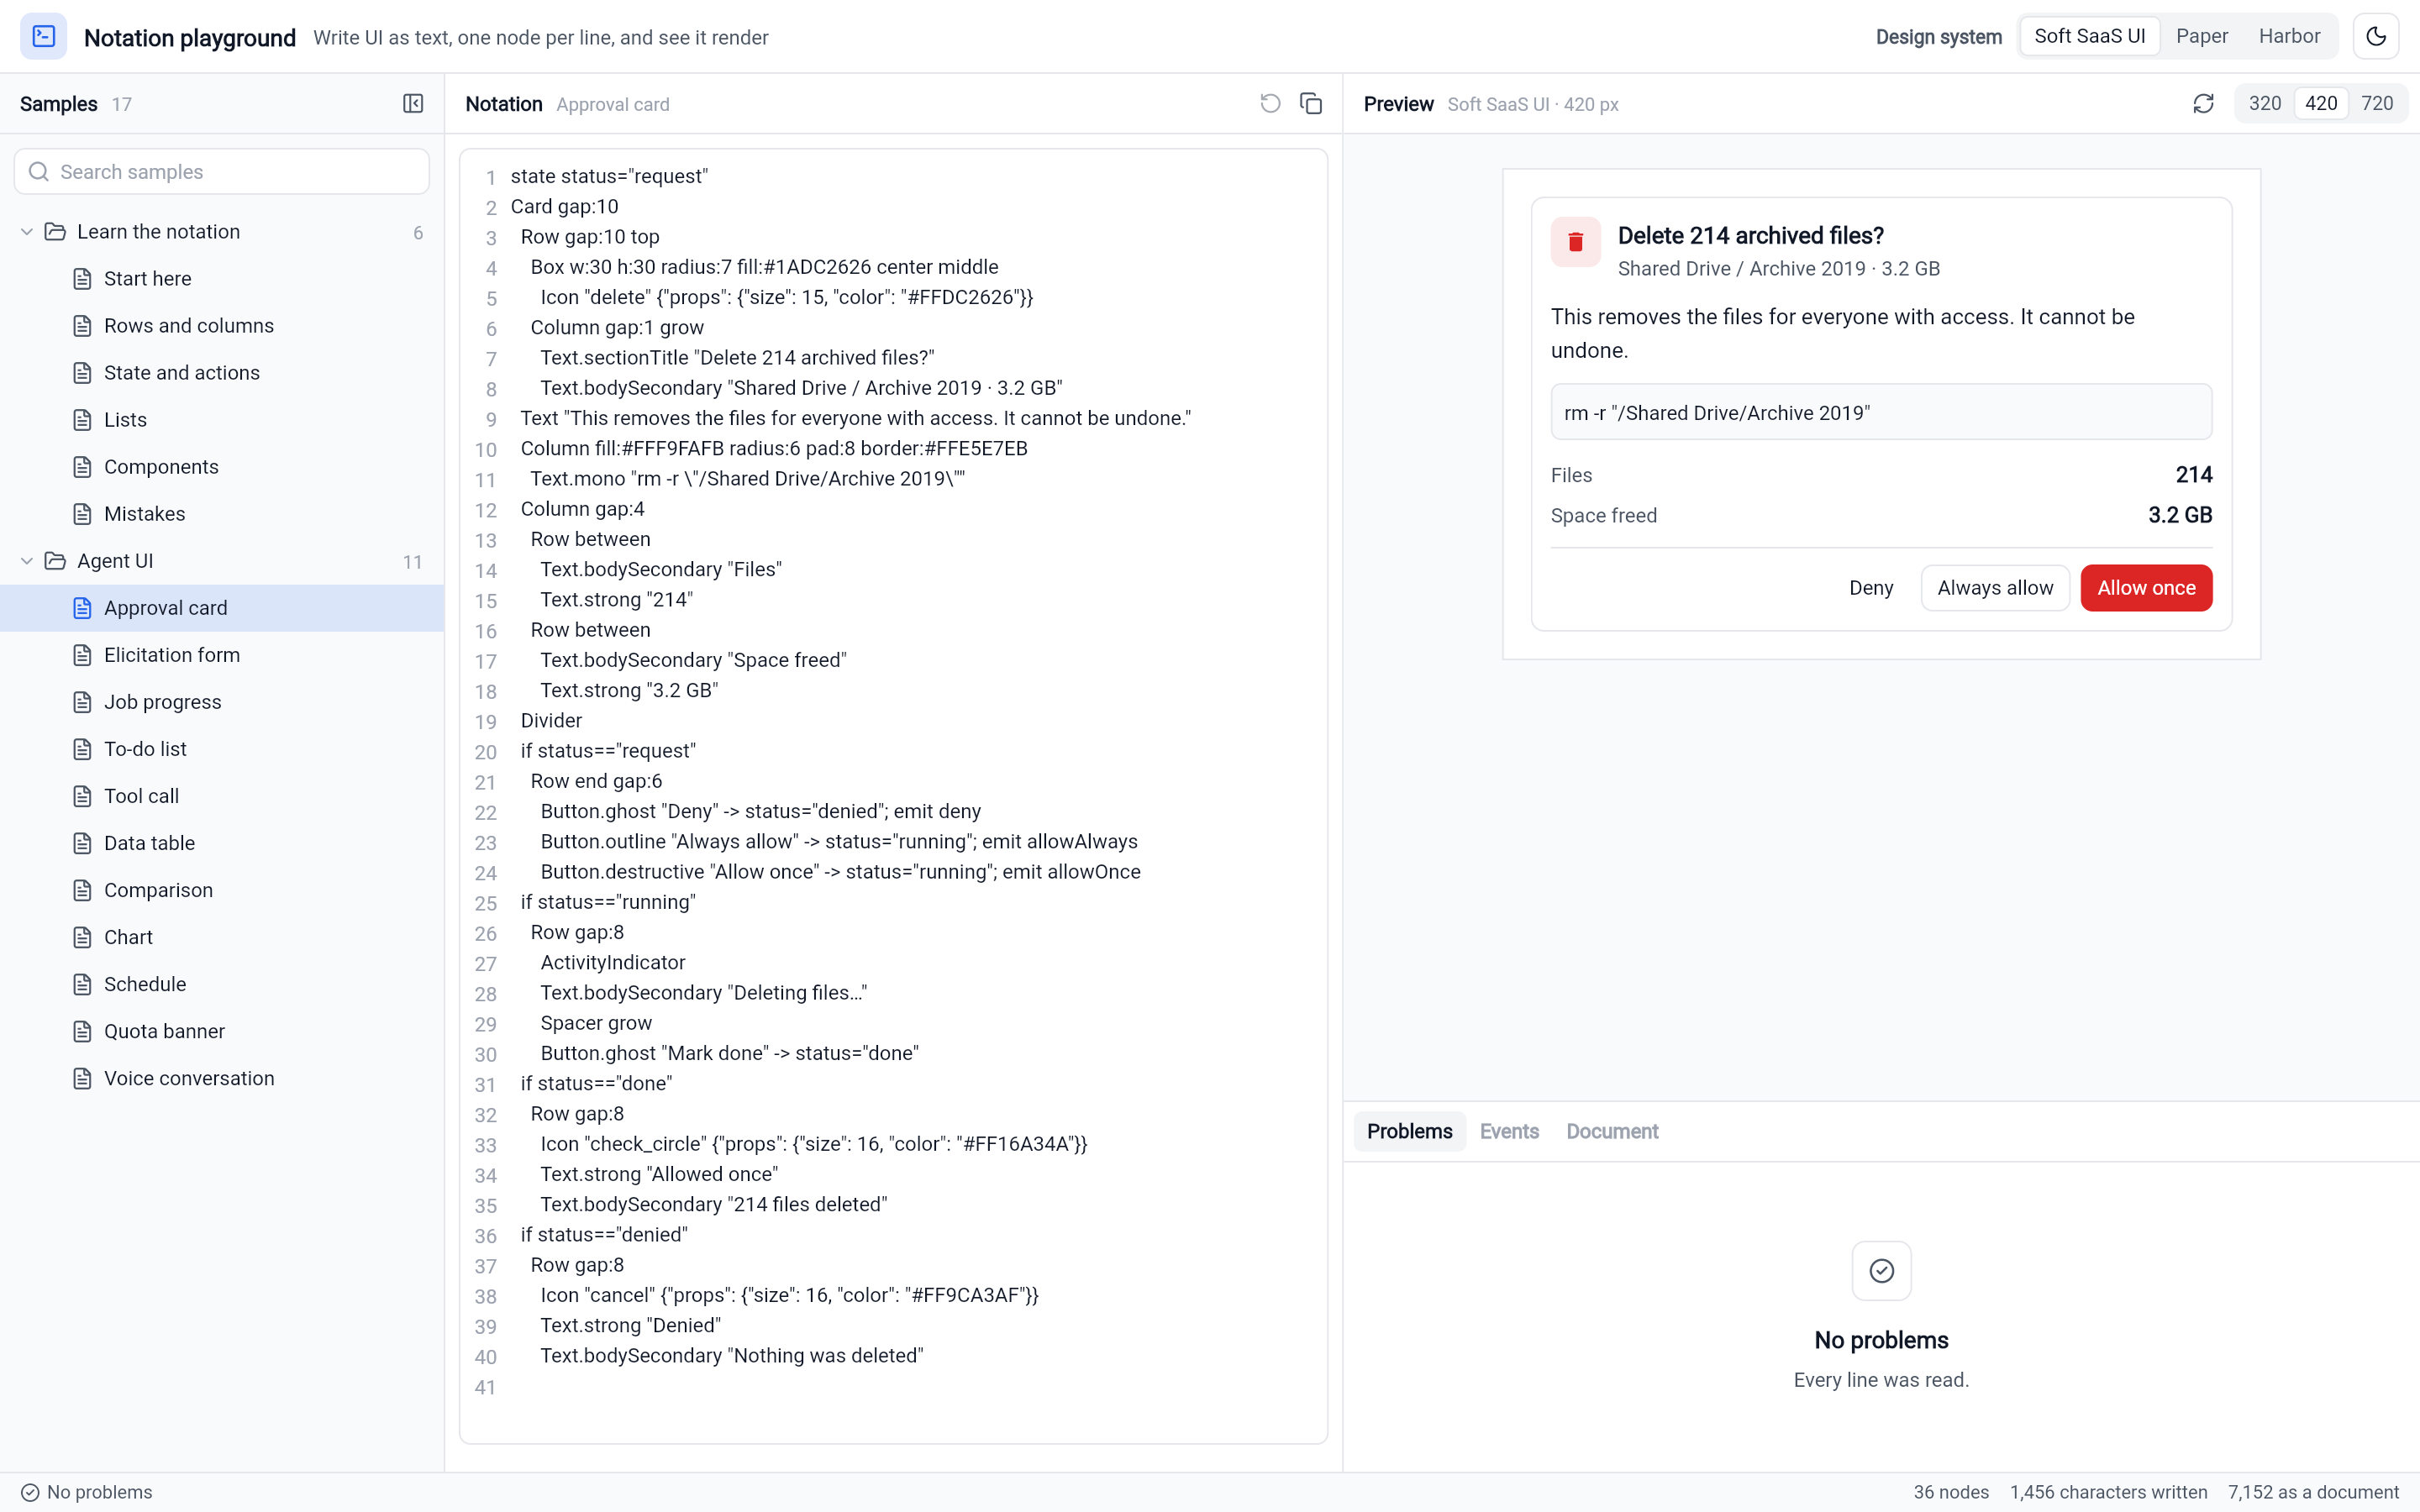 Notation playground
Write UI as text, one node per line, and see it render
Design system
Soft SaaS UI
Paper
Harbor
Samples 17
Search samples
Learn the notation 6
Start here
Rows and columns
State and actions
Lists
Components
Mistakes
Agent UI 11
Approval card
Elicitation form
Job progress
To-do list
Tool call
Data table
Comparison
Chart
Schedule
Quota banner
Voice conversation
Notation Approval card
1 state status="request"
2 Card gap:10
3 Row gap:10 top
4 Box w:30 h:30 radius:7 fill:#1ADC2626 center middle
5 Icon "delete" {"props": {"size": 15, "color": "#FFDC2626"}}
6 Column gap:1 grow
7 Text.sectionTitle "Delete 214 archived files?"
8 Text.bodySecondary "Shared Drive / Archive 2019 · 3.2 GB"
9 Text "This removes the files for everyone with access. It cannot be undone."
10 Column fill:#FFF9FAFB radius:6 pad:8 border:#FFE5E7EB
11 Text.mono "rm -r \"/Shared Drive/Archive 2019\""
12 Column gap:4
13 Row between
14 Text.bodySecondary "Files"
15 Text.strong "214"
16 Row between
17 Text.bodySecondary "Space freed"
18 Text.strong "3.2 GB"
19 Divider
20 if status=="request"
21 Row end gap:6
22 Button.ghost "Deny" -> status="denied"; emit deny
23 Button.outline "Always allow" -> status="running"; emit allowAlways
24 Button.destructive "Allow once" -> status="running"; emit allowOnce
25 if status=="running"
26 Row gap:8
27 ActivityIndicator
28 Text.bodySecondary "Deleting files…"
29 Spacer grow
30 Button.ghost "Mark done" -> status="done"
31 if status=="done"
32 Row gap:8
33 Icon "check_circle" {"props": {"size": 16, "color": "#FF16A34A"}}
34 Text.strong "Allowed once"
35 Text.bodySecondary "214 files deleted"
36 if status=="denied"
37 Row gap:8
38 Icon "cancel" {"props": {"size": 16, "color": "#FF9CA3AF"}}
39 Text.strong "Denied"
40 Text.bodySecondary "Nothing was deleted"
41
Preview Soft SaaS UI · 420 px
320 420 720
Delete 214 archived files?
Shared Drive / Archive 2019 · 3.2 GB
This removes the files for everyone with access. It cannot be
undone.
rm -r "/Shared Drive/Archive 2019"
Files 214
Space freed 3.2 GB
Deny
Always allow
Allow once
Problems Events Document
No problems
Every line was read.
No problems
36 nodes 1,456 characters written 7,152 as a document